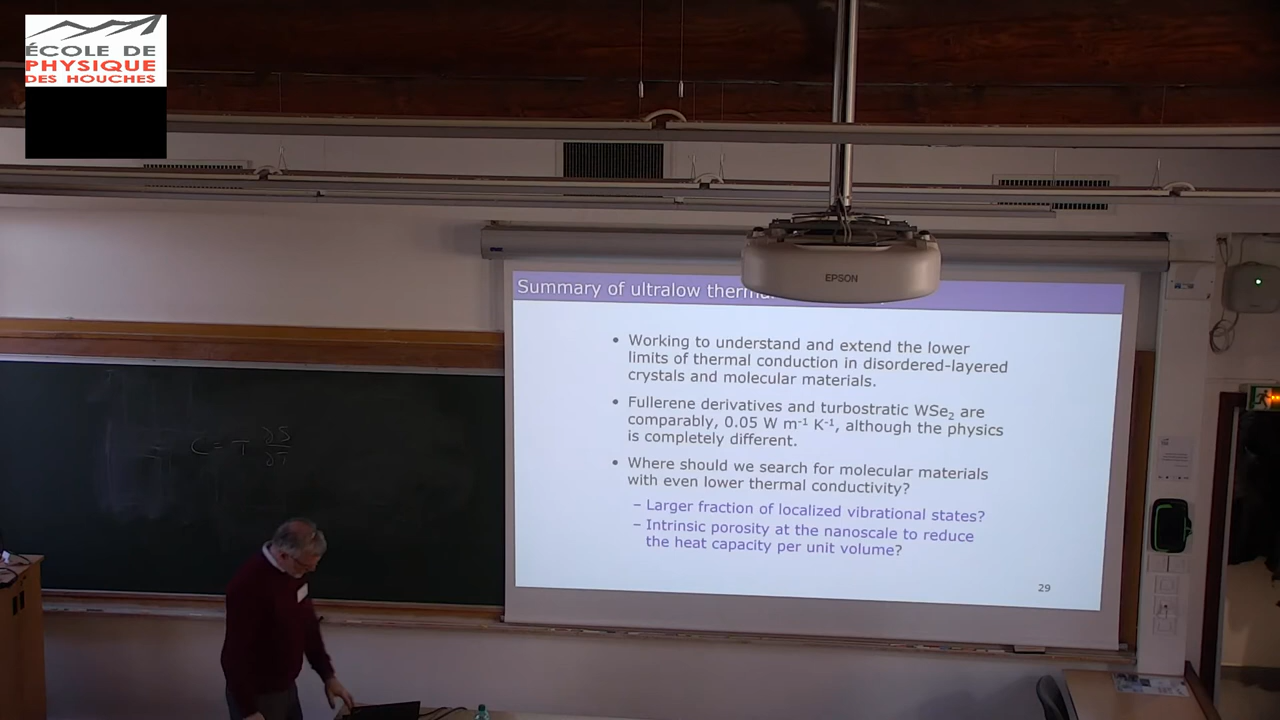 ÉCOLE DE
PHYSIQUE
DES HOUCHES
EPSON
Summary of ultralow
• Working to understand and extend the lower
limits of thermal conduction in disordered-layered
crystals and molecular materials.
• Fullerene derivatives and turbostratic WSe₂ are
comparably, 0.05 W m⁻¹ K⁻¹, although the physics
is completely different.
• Where should we search for molecular materials
with even lower thermal conductivity?
– Larger fraction of localized vibrational states?
– Intrinsic porosity at the nanoscale to reduce
the heat capacity per unit volume?
29
C = T ∂S/∂T